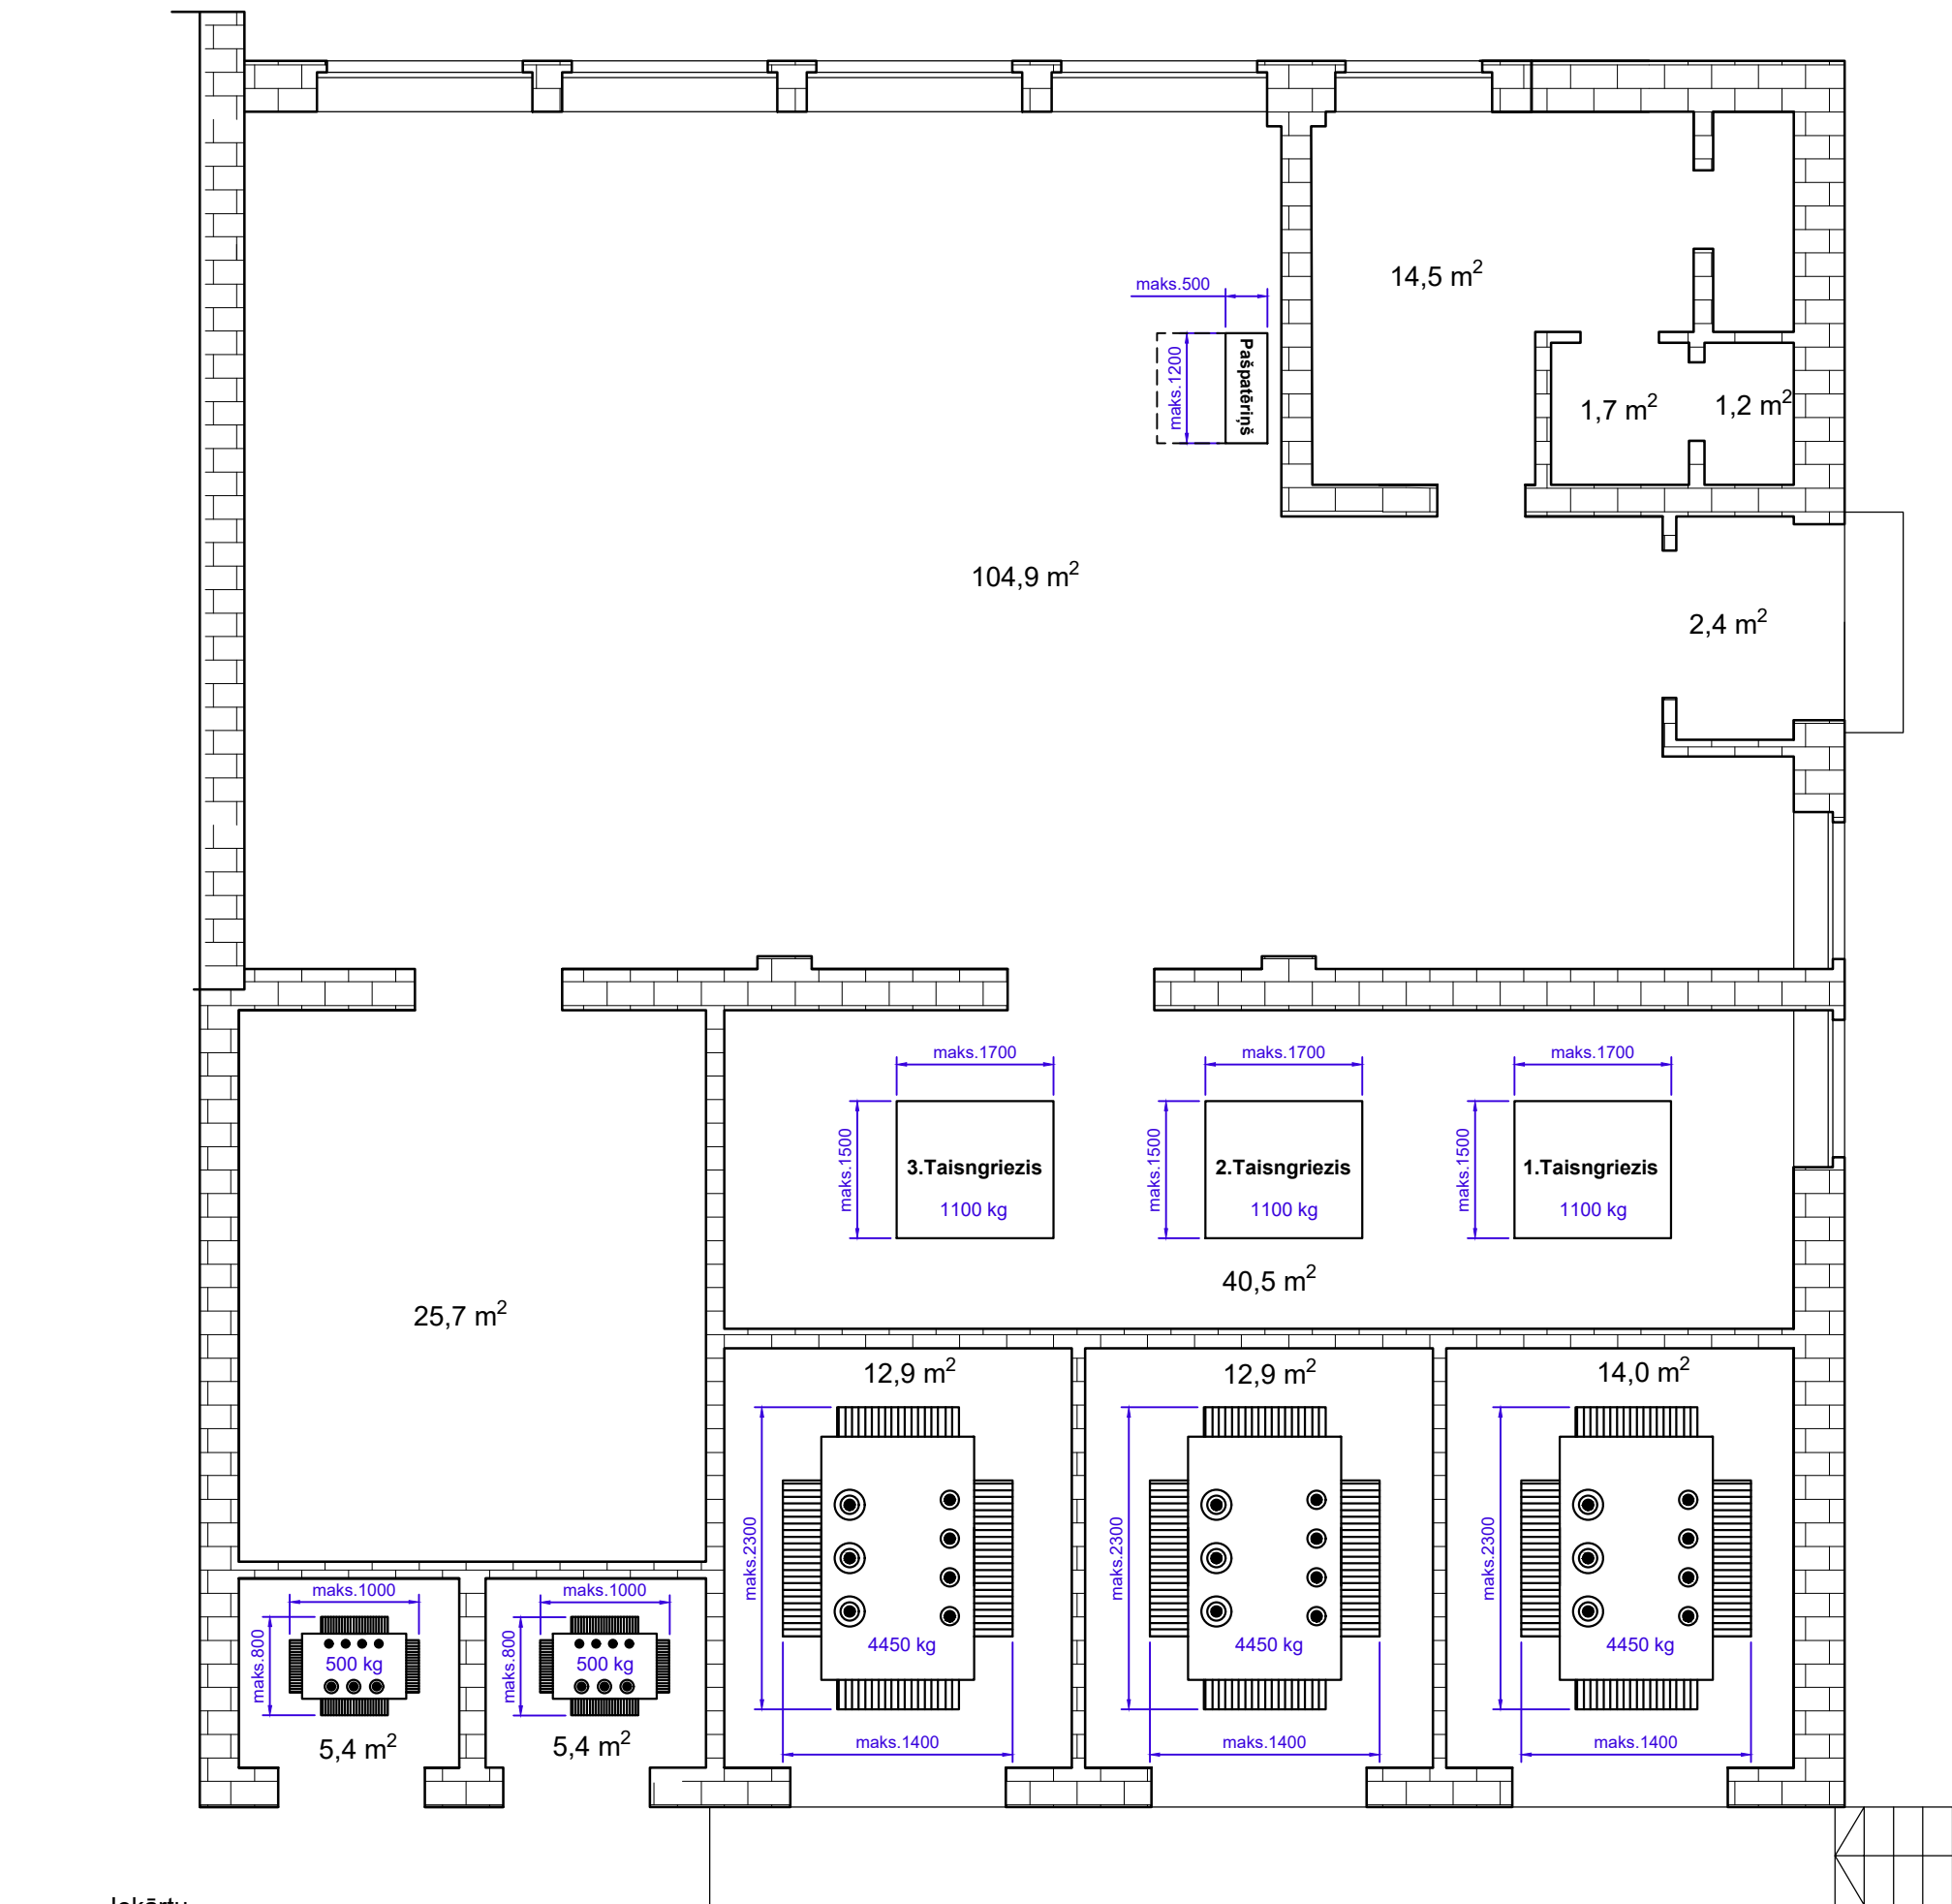 14,5 m²
maks.500
maks.1200
Pašpatēriņš
1,7 m²
1,2 m²
104,9 m²
2,4 m²
maks.1700
maks.1700
maks.1700
maks.1500
3.Taisngriezis
1100 kg
maks.1500
2.Taisngriezis
1100 kg
maks.1500
1.Taisngriezis
1100 kg
40,5 m²
25,7 m²
12,9 m²
12,9 m²
14,0 m²
maks.2300
4450 kg
maks.1400
maks.2300
4450 kg
maks.1400
maks.2300
4450 kg
maks.1400
maks.1000
maks.800
500 kg
5,4 m²
maks.1000
maks.800
500 kg
5,4 m²